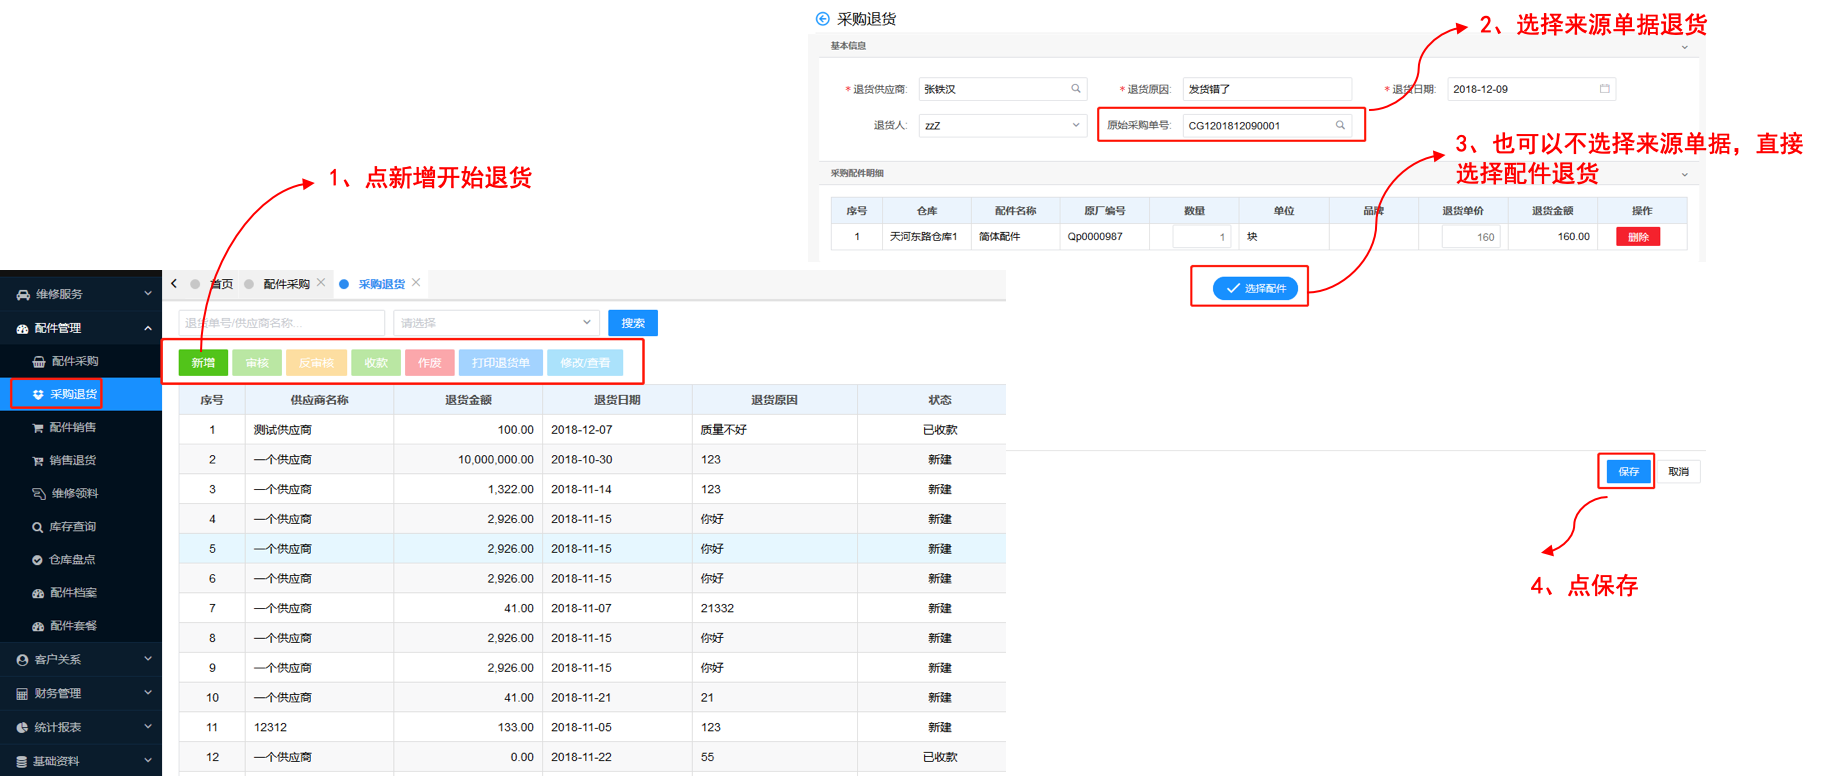 采购退货
2、选择来源单据退货
基本信息
*退货供应商: 张铁汉 *退货原因: 发货错了 *退货日期: 2018-12-09
退货人: zzZ 原始采购单号: CG1201812090001
3、也可以不选择来源单据，直接
选择配件退货
采购配件明细
序号 仓库 配件名称 原厂编号 数量 单位 品牌 退货单价 退货金额 操作
1 天河东路仓库1 简体配件 Qp0000987 1 块 160 160.00 删除
选择配件
1、点新增开始退货
保存 取消
4、点保存
维修服务
配件管理
配件采购
采购退货
配件销售
销售退货
维修领料
库存查询
仓库盘点
配件档案
配件套餐
客户关系
财务管理
统计报表
基础资料
首页 配件采购 采购退货
退货单号/供应商名称... 请选择 搜索
新增 审核 反审核 收款 作废 打印退货单 修改/查看
序号 供应商名称 退货金额 退货日期 退货原因 状态
1 测试供应商 100.00 2018-12-07 质量不好 已收款
2 一个供应商 10,000,000.00 2018-10-30 123 新建
3 一个供应商 1,322.00 2018-11-14 123 新建
4 一个供应商 2,926.00 2018-11-15 你好 新建
5 一个供应商 2,926.00 2018-11-15 你好 新建
6 一个供应商 2,926.00 2018-11-15 你好 新建
7 一个供应商 41.00 2018-11-07 21332 新建
8 一个供应商 2,926.00 2018-11-15 你好 新建
9 一个供应商 2,926.00 2018-11-15 你好 新建
10 一个供应商 41.00 2018-11-21 21 新建
11 12312 133.00 2018-11-05 123 新建
12 一个供应商 0.00 2018-11-22 55 已收款